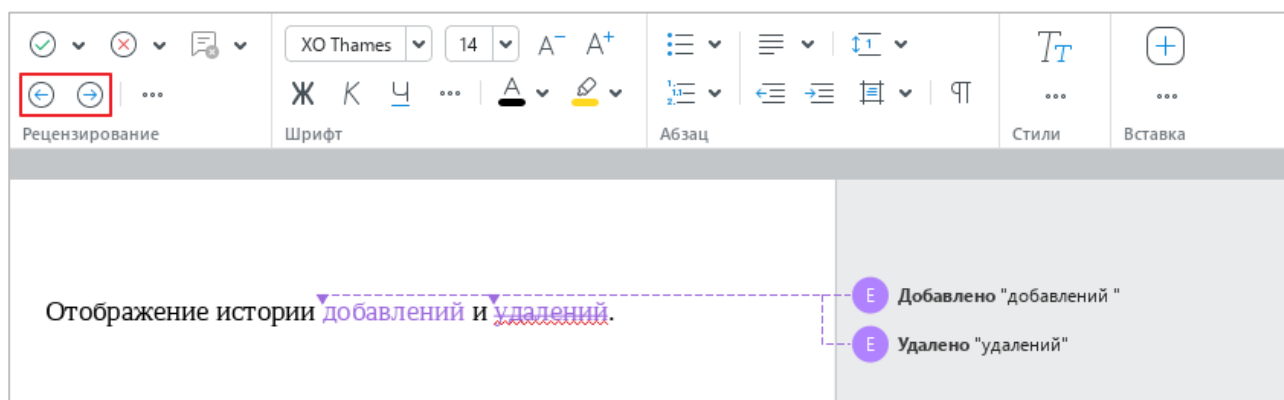 XO Thames 14 A⁻ A⁺
Ж К Ч A
Рецензирование Шрифт Абзац Стили Вставка
Отображение истории добавлений и удалений.
Е Добавлено "добавлений "
Е Удалено "удалений"